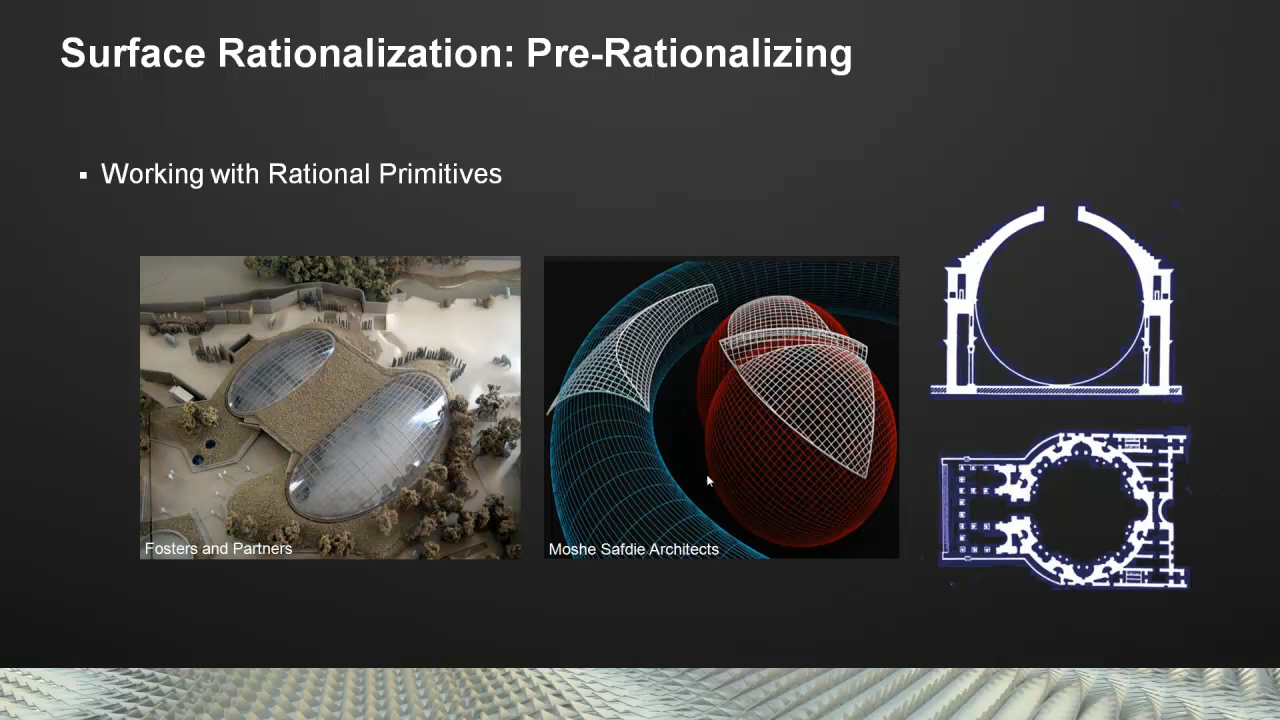 Surface Rationalization: Pre-Rationalizing
Working with Rational Primitives
Fosters and Partners
Moshe Safdie Architects